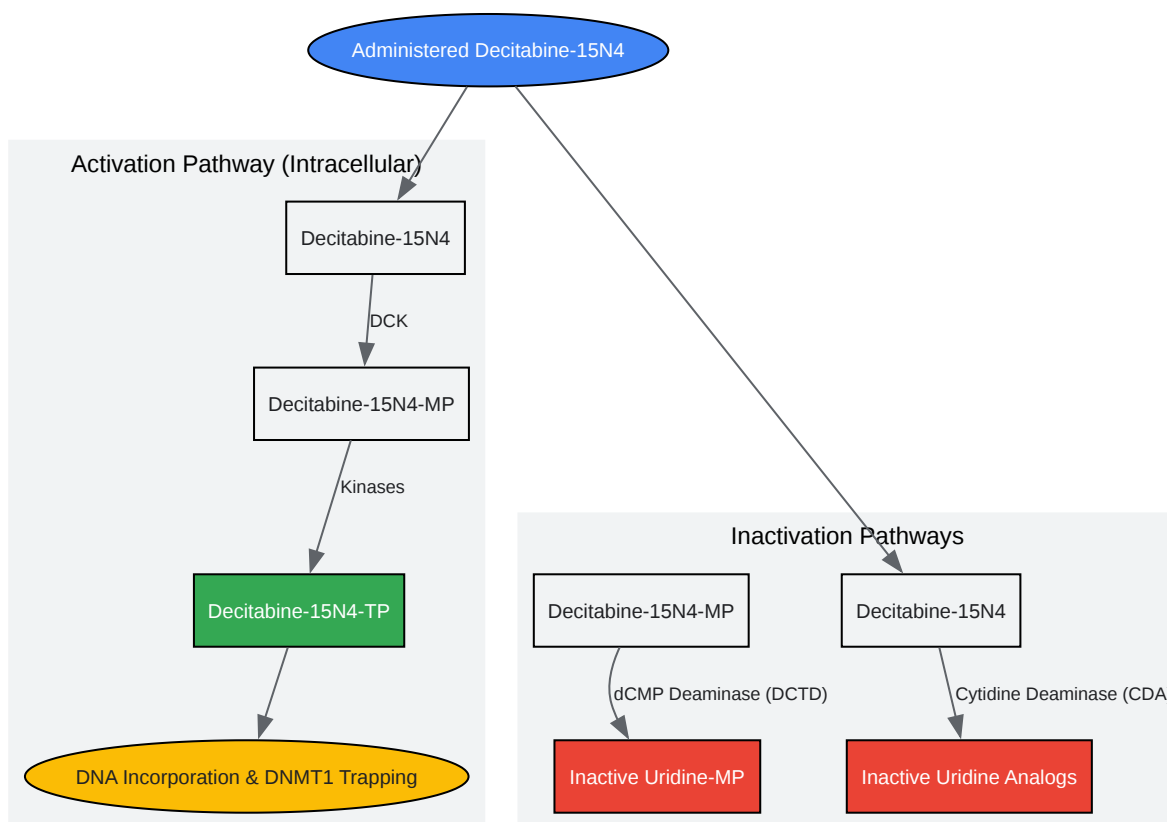 Administered Decitabine-15N4
Activation Pathway (Intracellular)
Decitabine-15N4
DCK
Decitabine-15N4-MP
Kinases
Decitabine-15N4-TP
DNA Incorporation & DNMT1 Trapping
Inactivation Pathways
Decitabine-15N4-MP
Decitabine-15N4
dCMP Deaminase (DCTD)
Cytidine Deaminase (CDA
Inactive Uridine-MP
Inactive Uridine Analogs